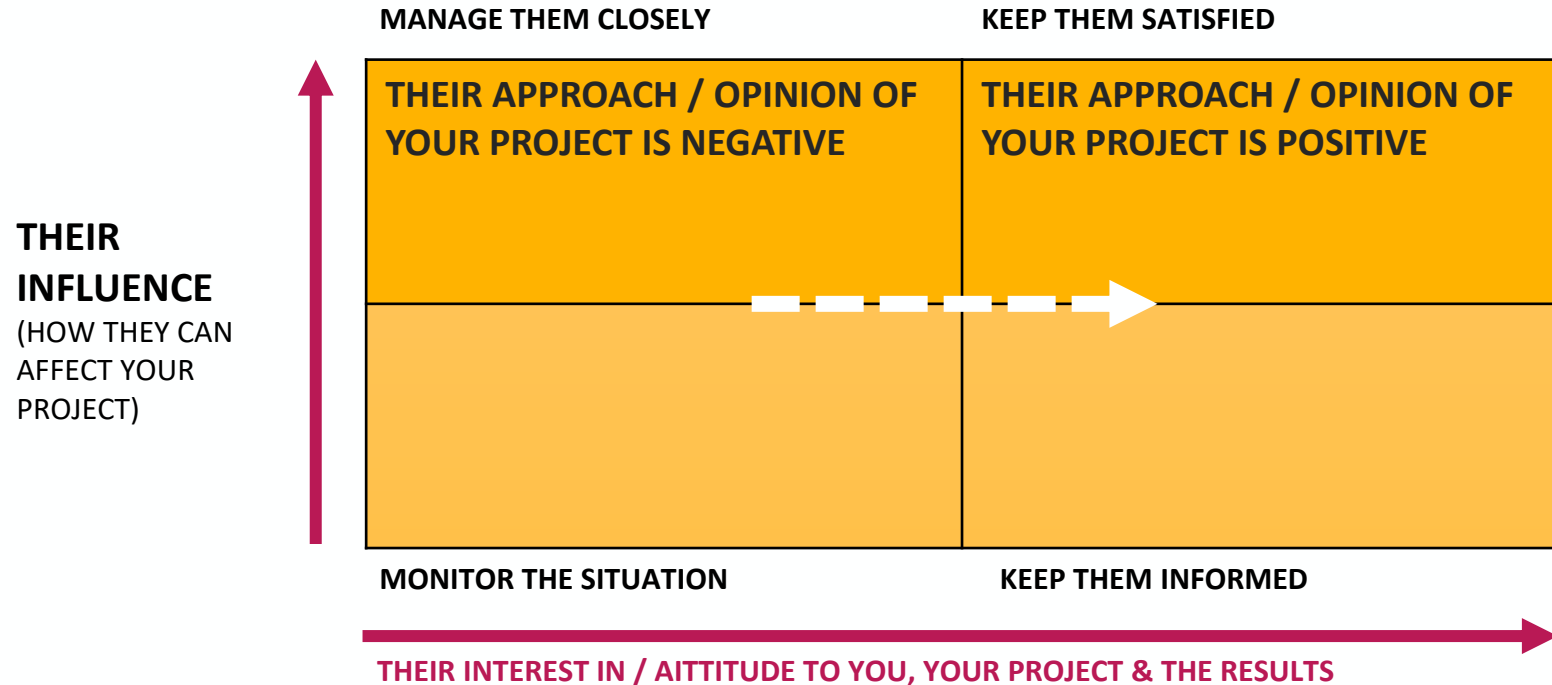 MANAGE THEM CLOSELY
KEEP THEM SATISFIED
THEIR APPROACH / OPINION OF
YOUR PROJECT IS NEGATIVE
THEIR APPROACH / OPINION OF
YOUR PROJECT IS POSITIVE
THEIR
INFLUENCE
(HOW THEY CAN
AFFECT YOUR
PROJECT)
MONITOR THE SITUATION
KEEP THEM INFORMED
THEIR INTEREST IN / AITTITUDE TO YOU, YOUR PROJECT & THE RESULTS